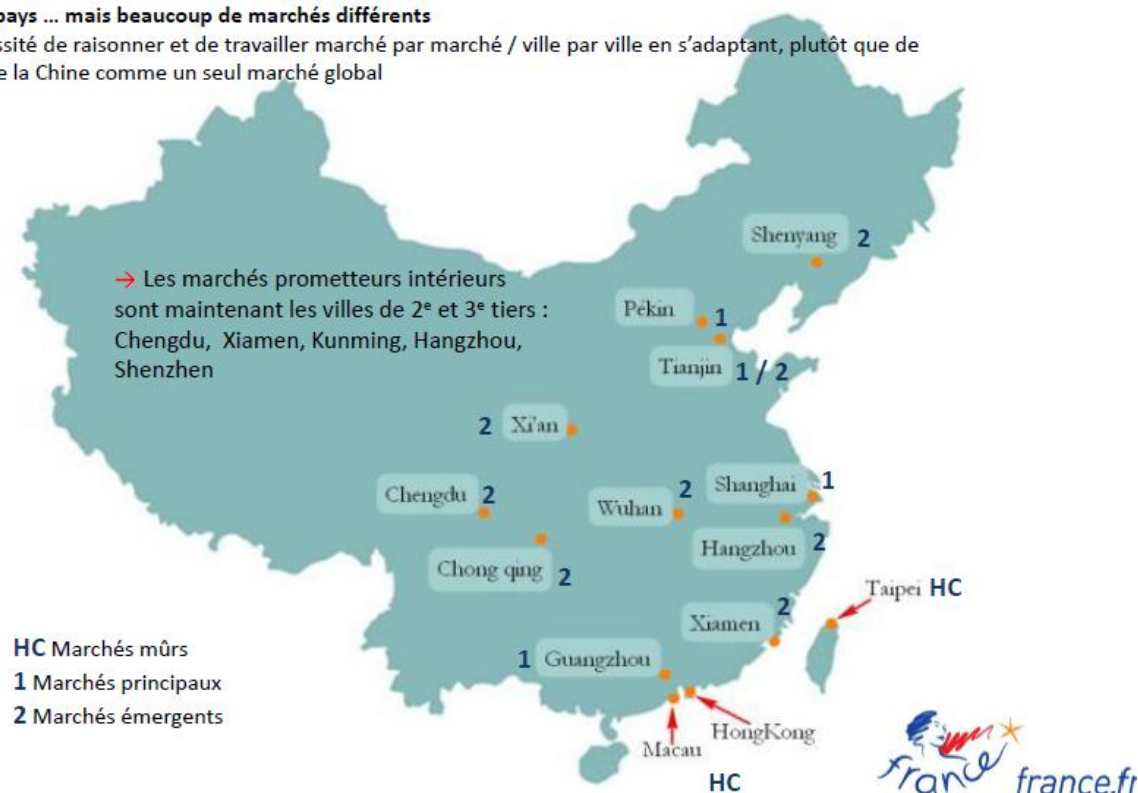 pays ... mais beaucoup de marchés différents
ssité de raisonner et de travailler marché par marché / ville par ville en s'adaptant, plutôt que de
e la Chine comme un seul marché global
Shenyang 2
→ Les marchés prometteurs intérieurs
sont maintenant les villes de 2e et 3e tiers :
Chengdu, Xiamen, Kunming, Hangzhou,
Shenzhen
Pékin 1
Tianjin 1 / 2
2 Xi'an
Chengdu 2
Wuhan 2
Shanghai 1
Hangzhou 2
Chong qing 2
Taipei HC
Xiamen 2
1 Guangzhou
HongKong
Macau
HC
HC Marchés mûrs
1 Marchés principaux
2 Marchés émergents
france
france.fr